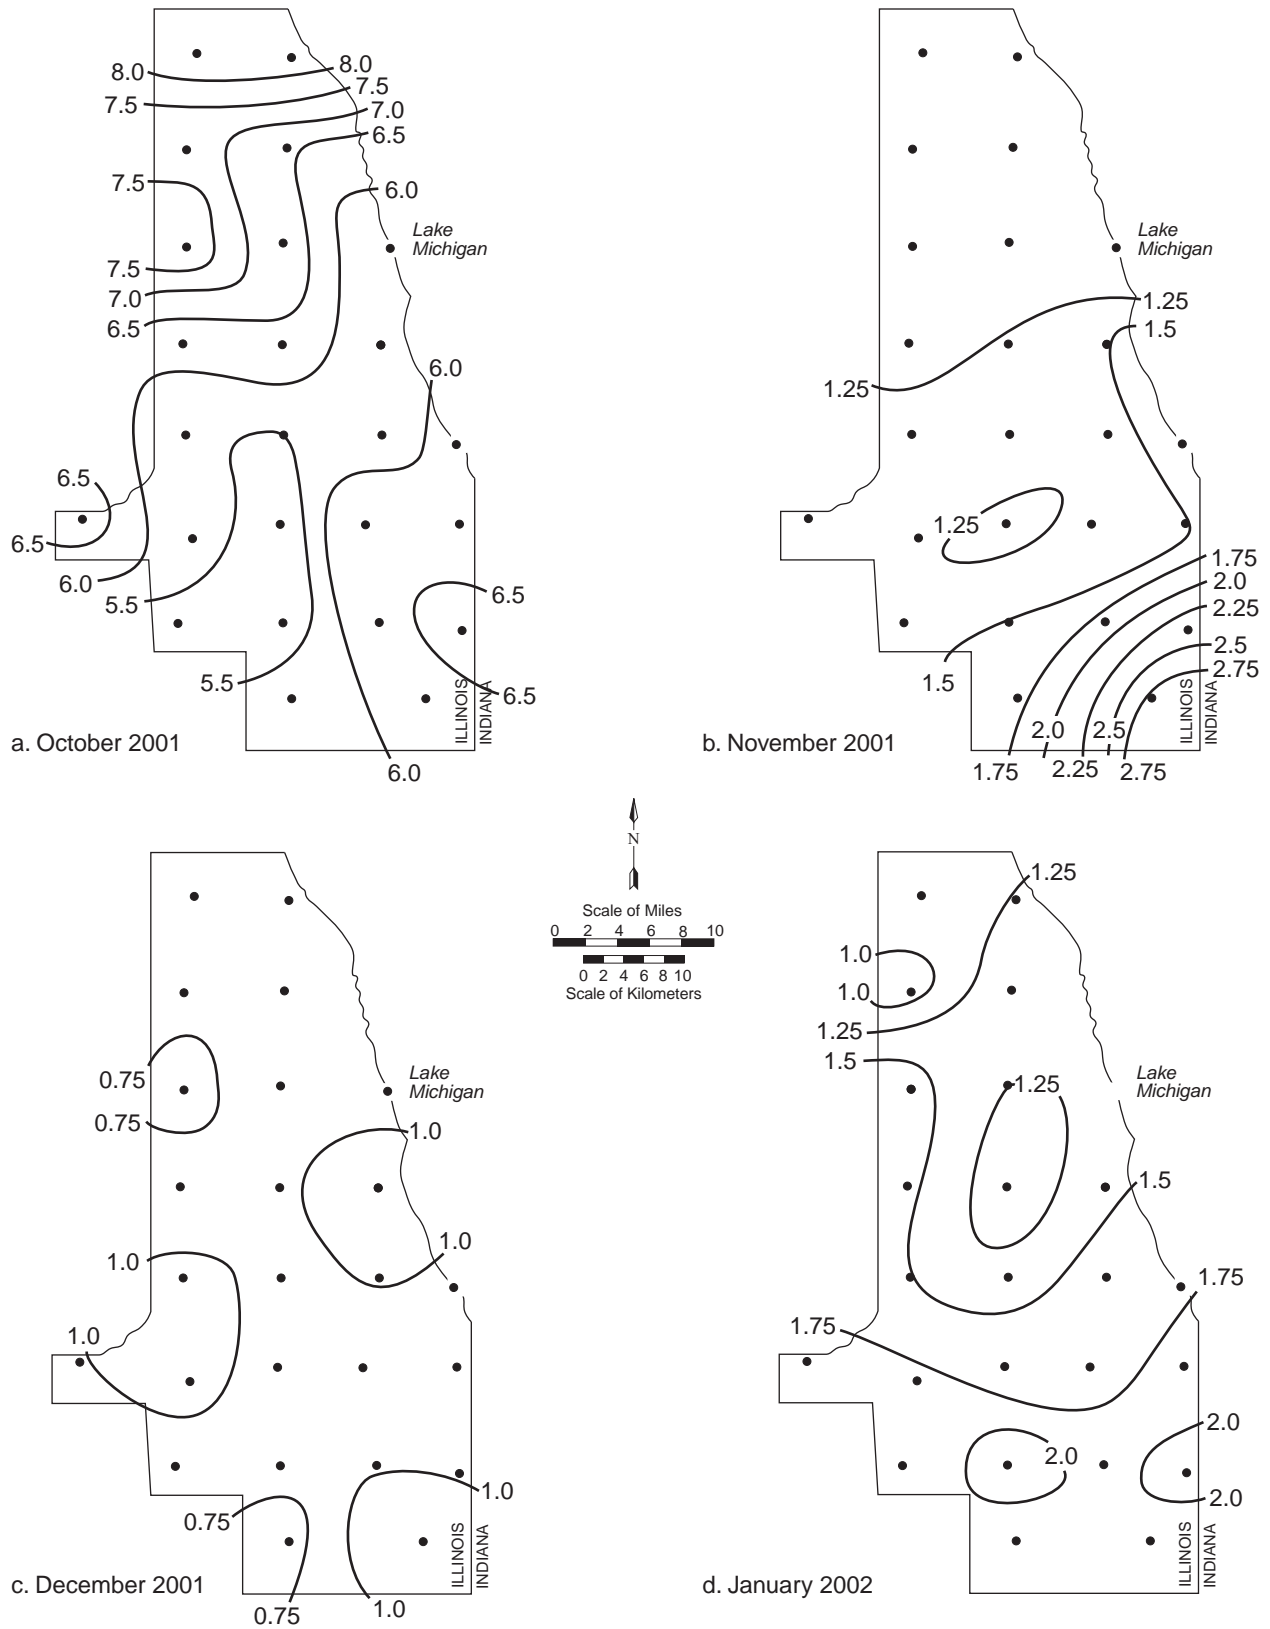 8.0
8.0
7.5
7.5
7.0
6.5
7.5
6.0
Lake
Michigan
7.5
7.0
6.5
6.0
6.5
6.5
6.0
5.5
6.5
5.5
6.5
ILLINOIS
INDIANA
a. October 2001
6.0
Lake
Michigan
1.25
1.5
1.25
1.25
1.75
2.0
2.25
2.5
2.75
1.5
ILLINOIS
INDIANA
2.0
2.5
b. November 2001
1.75
2.25
2.75
N
Scale of Miles
0 2 4 6 8 10
0 2 4 6 8 10
Scale of Kilometers
Lake
Michigan
0.75
0.75
1.0
1.0
1.0
1.0
1.0
0.75
ILLINOIS
INDIANA
c. December 2001
0.75
1.0
1.25
1.0
1.0
1.25
1.5
Lake
Michigan
1.25
1.5
1.75
1.75
2.0
2.0
2.0
ILLINOIS
INDIANA
d. January 2002